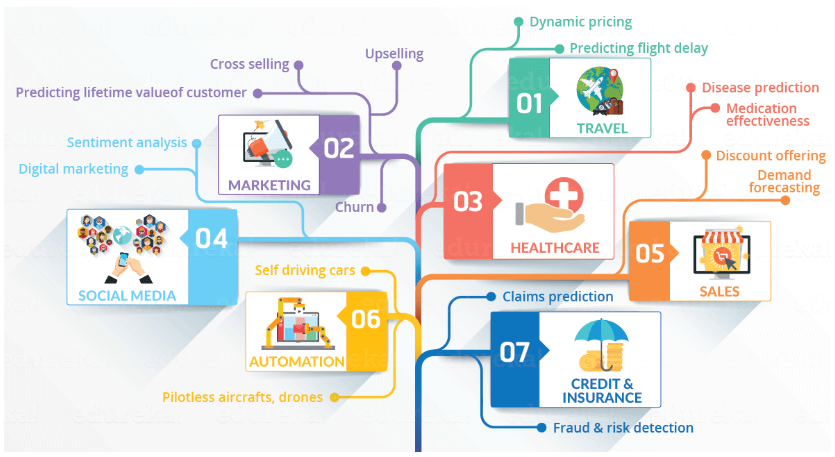 Dynamic pricing
Predicting flight delay
01
TRAVEL
Cross selling
Upselling
Predicting lifetime valueof customer
02
MARKETING
Churn
Disease prediction
Medication
effectiveness
03
HEALTHCARE
Sentiment analysis
Digital marketing
04
SOCIAL MEDIA
Discount offering
Demand
forecasting
05
SALES
Self driving cars
06
AUTOMATION
Pilotless aircrafts, drones
Claims prediction
07
CREDIT &
INSURANCE
Fraud & risk detection